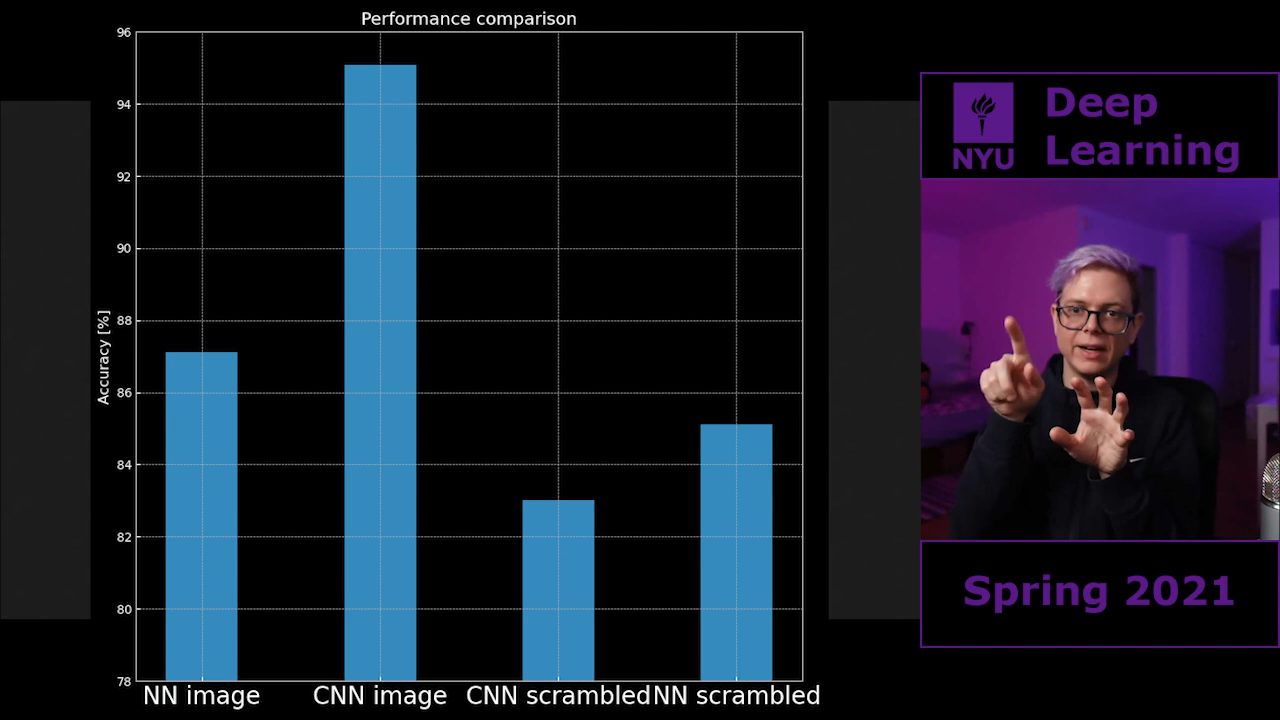 Performance comparison
96
94
92
90
88
86
84
82
80
78
Accuracy [%]
NN image
CNN image
CNN scrambled
NN scrambled
NYU
Deep
Learning
Spring 2021